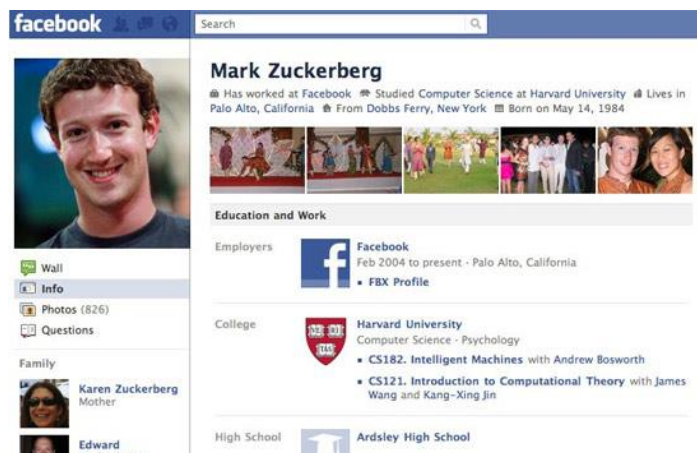 facebook
Search
Mark Zuckerberg
Has worked at Facebook Studied Computer Science at Harvard University Lives in
Palo Alto, California From Dobbs Ferry, New York Born on May 14, 1984
Wall
Info
Photos (826)
Questions
Family
Karen Zuckerberg
Mother
Edward
Education and Work
Employers
Facebook
Feb 2004 to present · Palo Alto, California
▪ FBX Profile
College
Harvard University
Computer Science · Psychology
▪ CS182. Intelligent Machines with Andrew Bosworth
▪ CS121. Introduction to Computational Theory with James
Wang and Kang-Xing Jin
High School
Ardsley High School